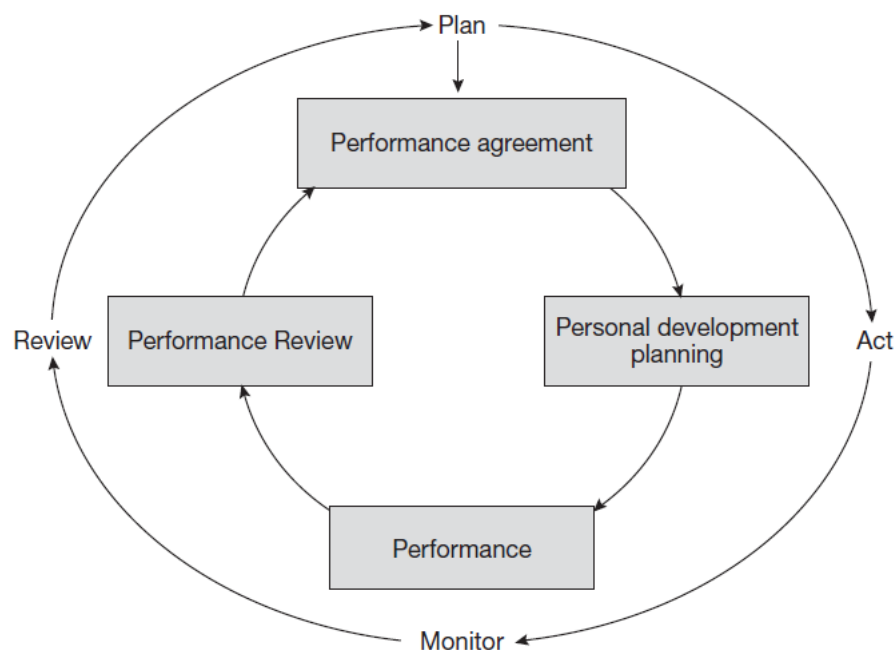 Plan
Performance agreement
Review
Performance Review
Personal development
planning
Act
Performance
Monitor